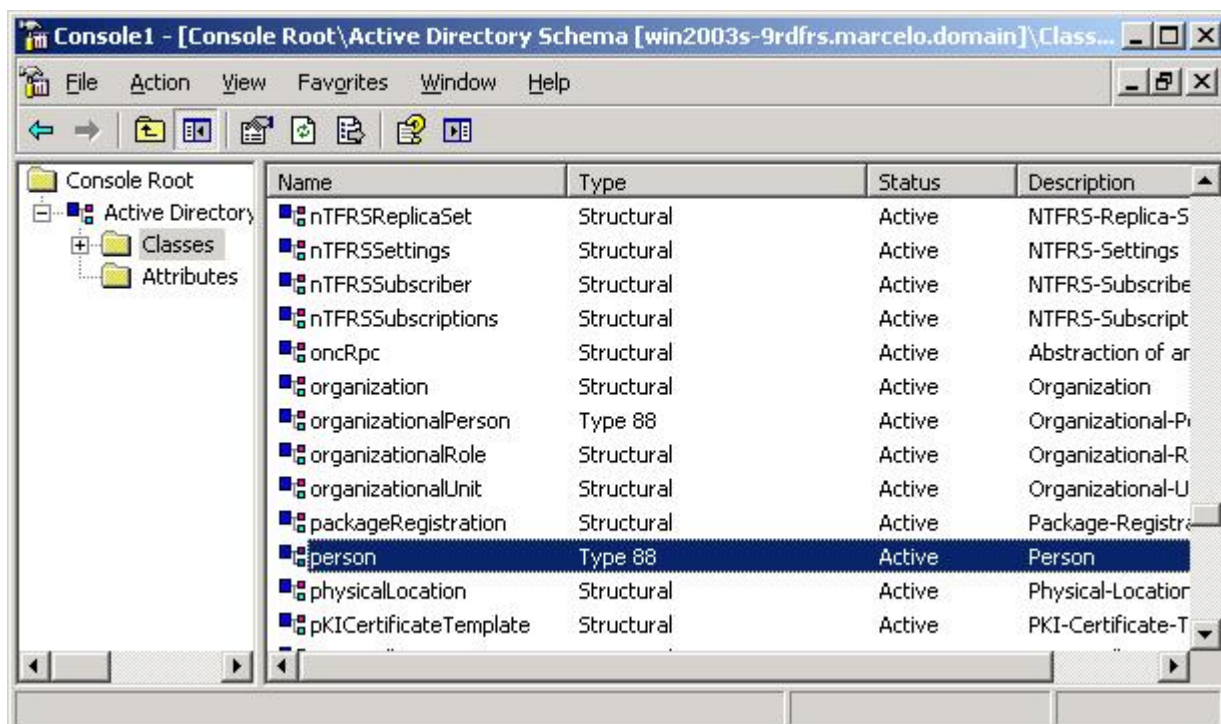 Console1 - [Console Root\Active Directory Schema [win2003s-9rdfrs.marcelo.domain]\Class...
File Action View Favorites Window Help
Console Root
Active Directory
Classes
Attributes
Name Type Status Description
nTFRSReplicaSet Structural Active NTFRS-Replica-S
nTFRSSettings Structural Active NTFRS-Settings
nTFRSSubscriber Structural Active NTFRS-Subscribe
nTFRSSubscriptions Structural Active NTFRS-Subscript
oncRpc Structural Active Abstraction of ar
organization Structural Active Organization
organizationalPerson Type 88 Active Organizational-P
organizationalRole Structural Active Organizational-R
organizationalUnit Structural Active Organizational-U
packageRegistration Structural Active Package-Registra
person Type 88 Active Person
physicalLocation Structural Active Physical-Location
pKICertificateTemplate Structural Active PKI-Certificate-T